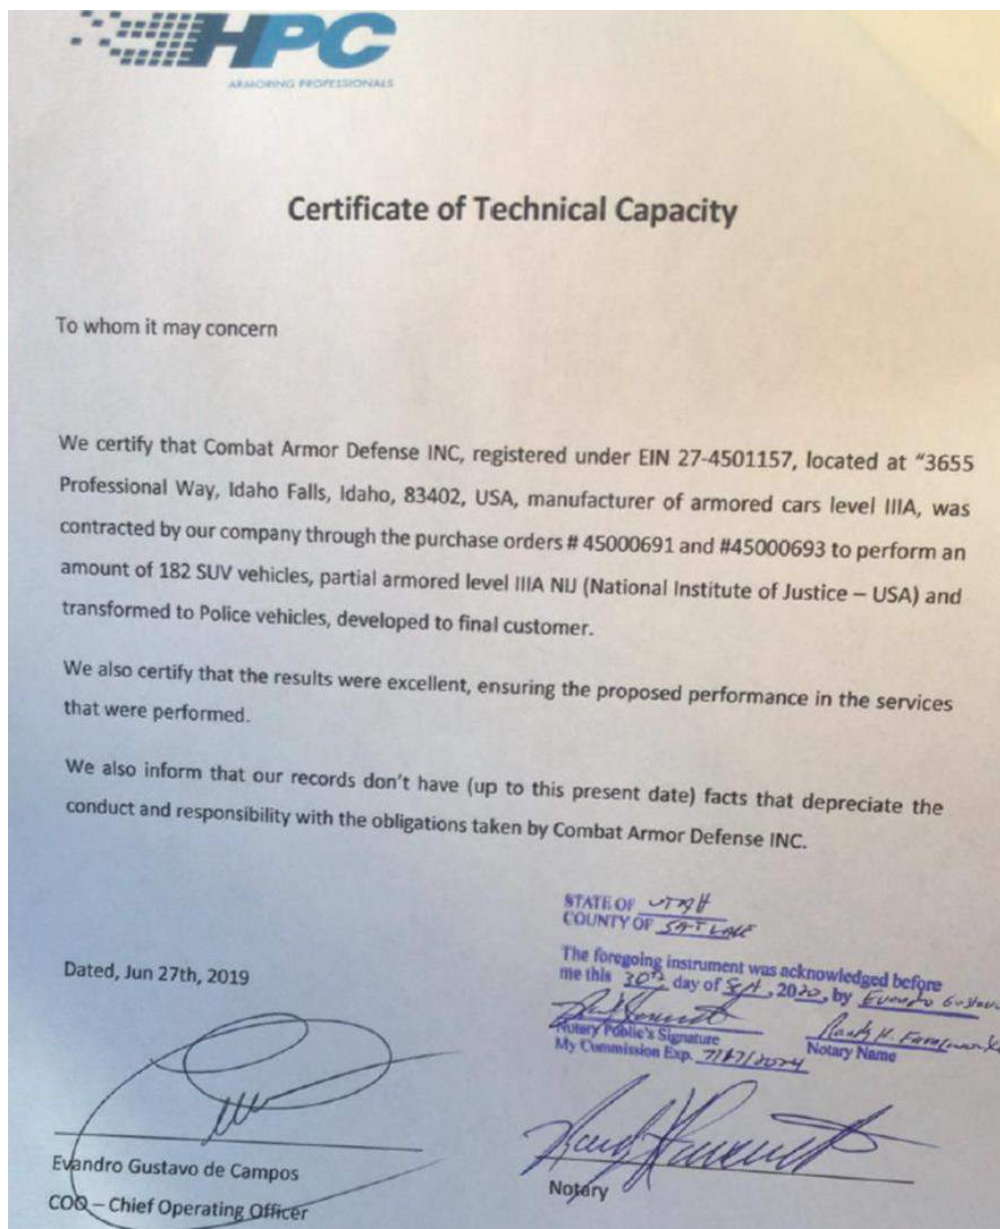 HPC
ARMORING PROFESSIONALS
Certificate of Technical Capacity
To whom it may concern
We certify that Combat Armor Defense INC, registered under EIN 27-4501157, located at "3655
Professional Way, Idaho Falls, Idaho, 83402, USA, manufacturer of armored cars level IIIA, was
contracted by our company through the purchase orders # 45000691 and #45000693 to perform an
amount of 182 SUV vehicles, partial armored level IIIA NIJ (National Institute of Justice – USA) and
transformed to Police vehicles, developed to final customer.
We also certify that the results were excellent, ensuring the proposed performance in the services
that were performed.
We also inform that our records don't have (up to this present date) facts that depreciate the
conduct and responsibility with the obligations taken by Combat Armor Defense INC.
STATE OF UTAH
COUNTY OF SALT LAKE
The foregoing instrument was acknowledged before
me this 30th day of Sept, 2020, by Evandro Gustavo
Notary Public's Signature
Notary Name
My Commission Exp. 7/17/2024
Dated, Jun 27th, 2019
Evandro Gustavo de Campos
COO – Chief Operating Officer
Notary